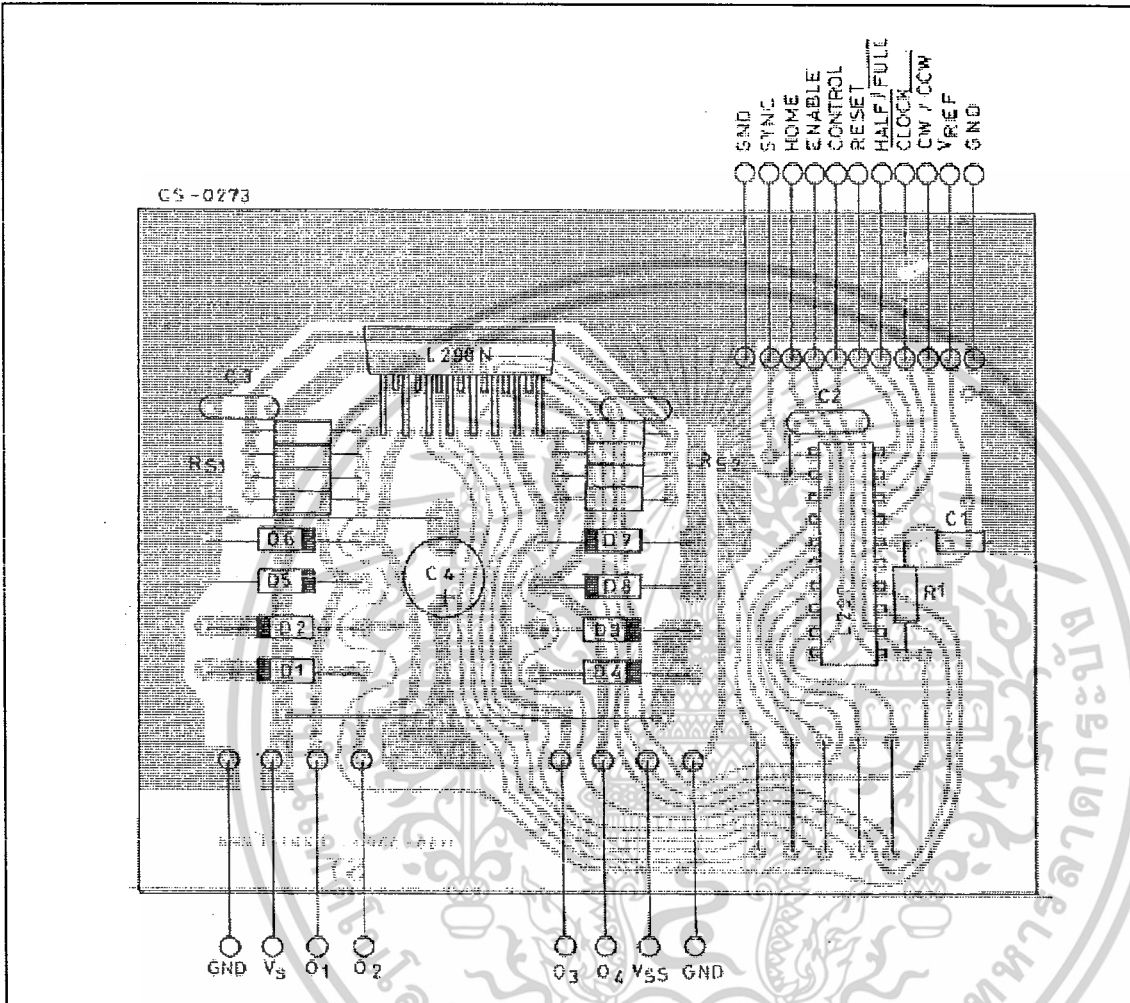 GND
SYNC
HOME
ENABLE
CONTROL
RESET
HALF/FULL
CLOCK
CW / CCW
VREF
GND
CS-0273
L298N
C3
C2
RS1
RS2
C1
D6
D7
C4
+
D5
D8
R1
D2
D3
D1
D4
GND
VS
O1
O2
O3
O4
VSS
GND